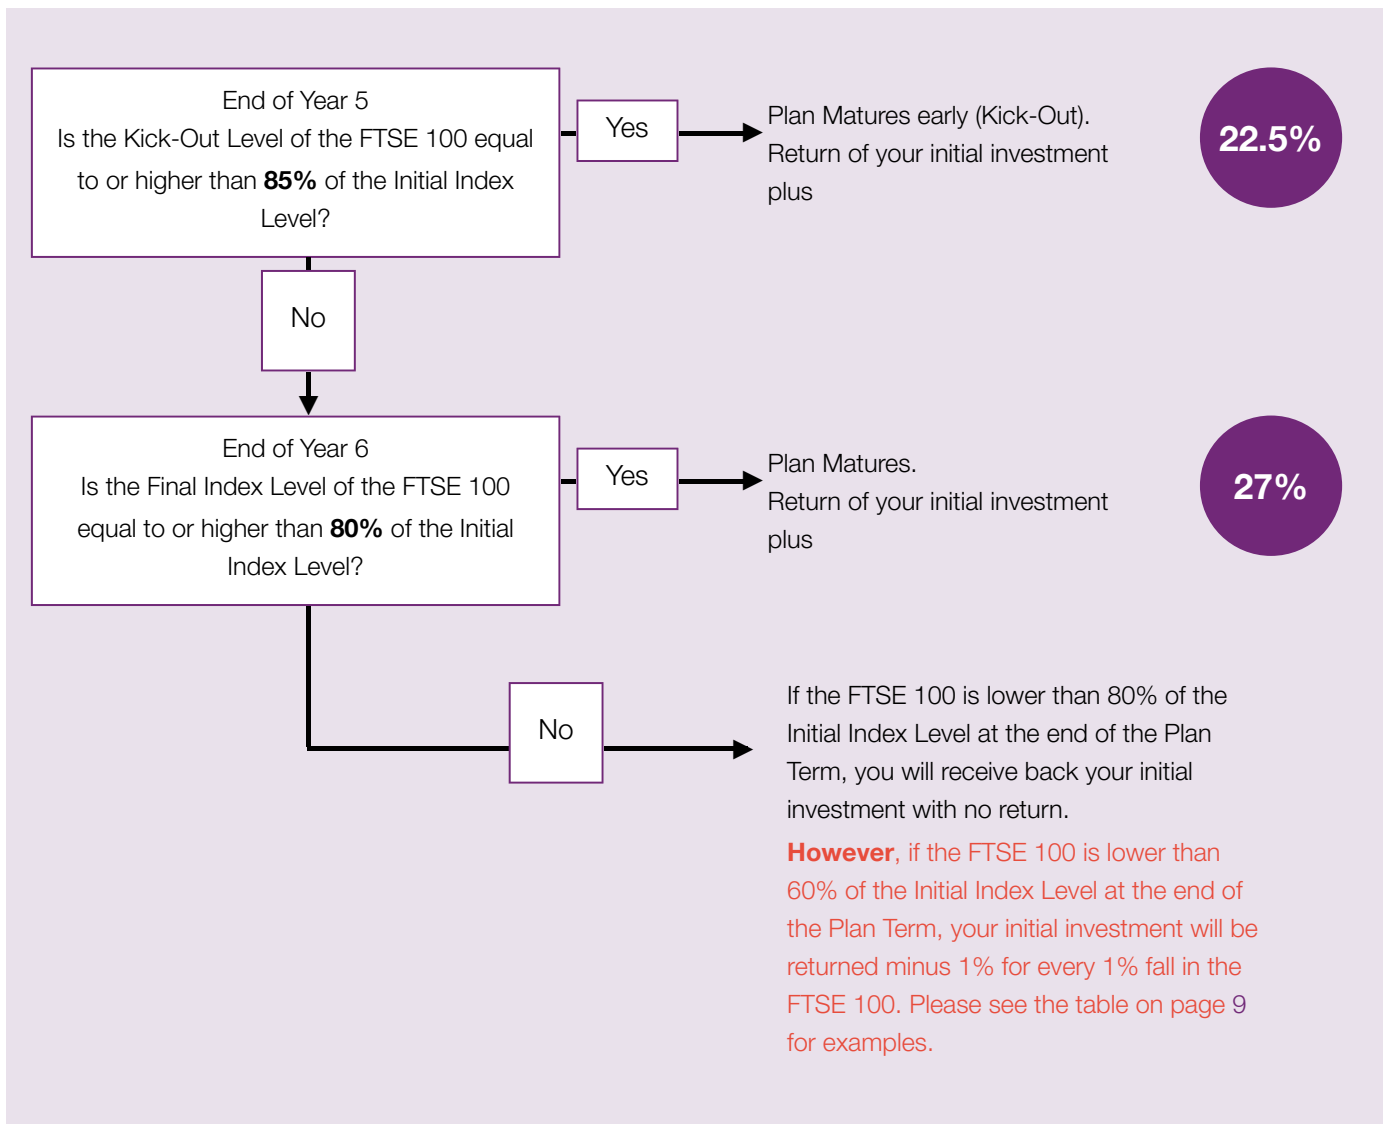 End of Year 5
Is the Kick-Out Level of the FTSE 100 equal
to or higher than 85% of the Initial Index
Level?
Yes
Plan Matures early (Kick-Out).
Return of your initial investment
plus
22.5%
No
End of Year 6
Is the Final Index Level of the FTSE 100
equal to or higher than 80% of the Initial
Index Level?
Yes
Plan Matures.
Return of your initial investment
plus
27%
No
If the FTSE 100 is lower than 80% of the
Initial Index Level at the end of the Plan
Term, you will receive back your initial
investment with no return.
However, if the FTSE 100 is lower than
60% of the Initial Index Level at the end of
the Plan Term, your initial investment will be
returned minus 1% for every 1% fall in the
FTSE 100. Please see the table on page 9
for examples.